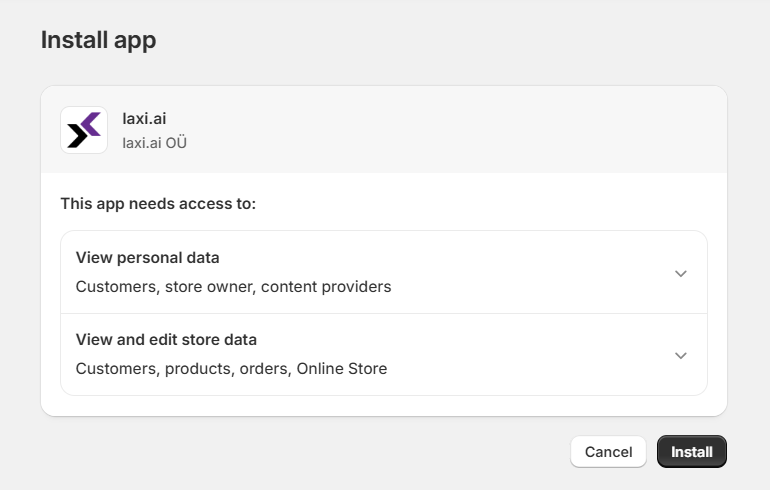 Install app
laxi.ai
laxi.ai OÜ
This app needs access to:
View personal data
Customers, store owner, content providers
View and edit store data
Customers, products, orders, Online Store
Cancel
Install